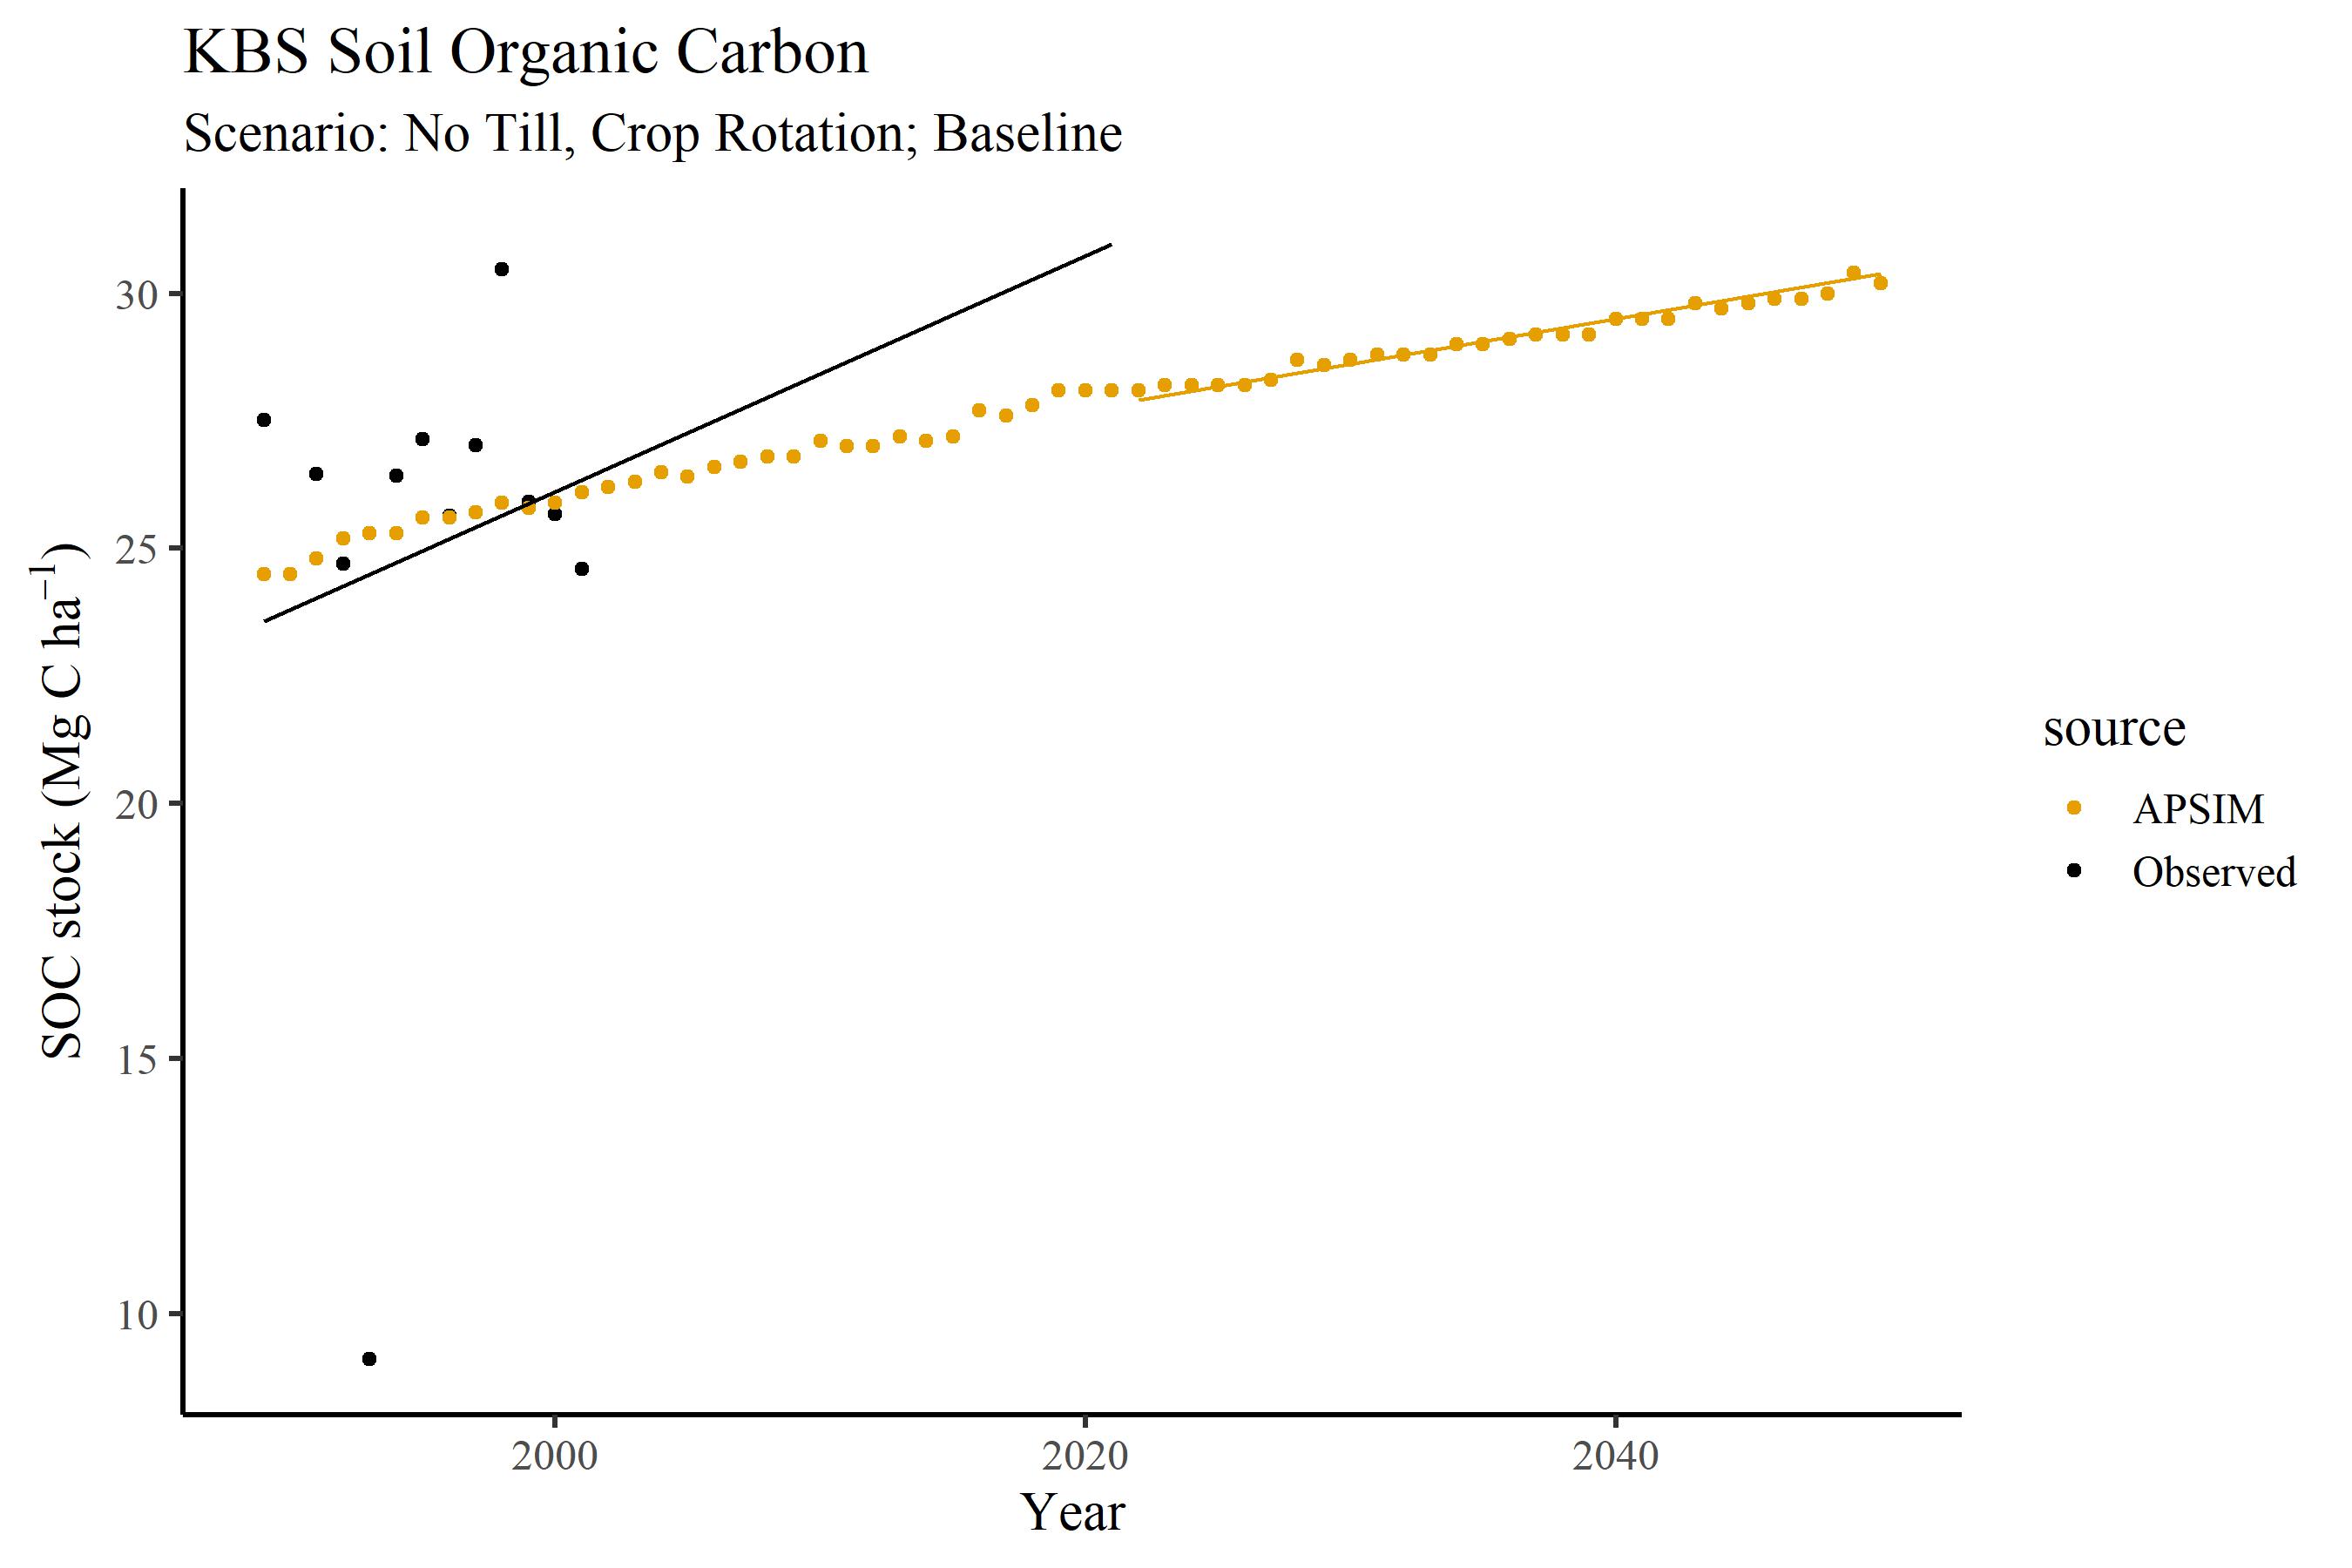 KBS Soil Organic Carbon
Scenario: No Till, Crop Rotation; Baseline
SOC stock (Mg C ha⁻¹)
30
25
20
15
10
2000
2020
2040
Year
source
APSIM
Observed